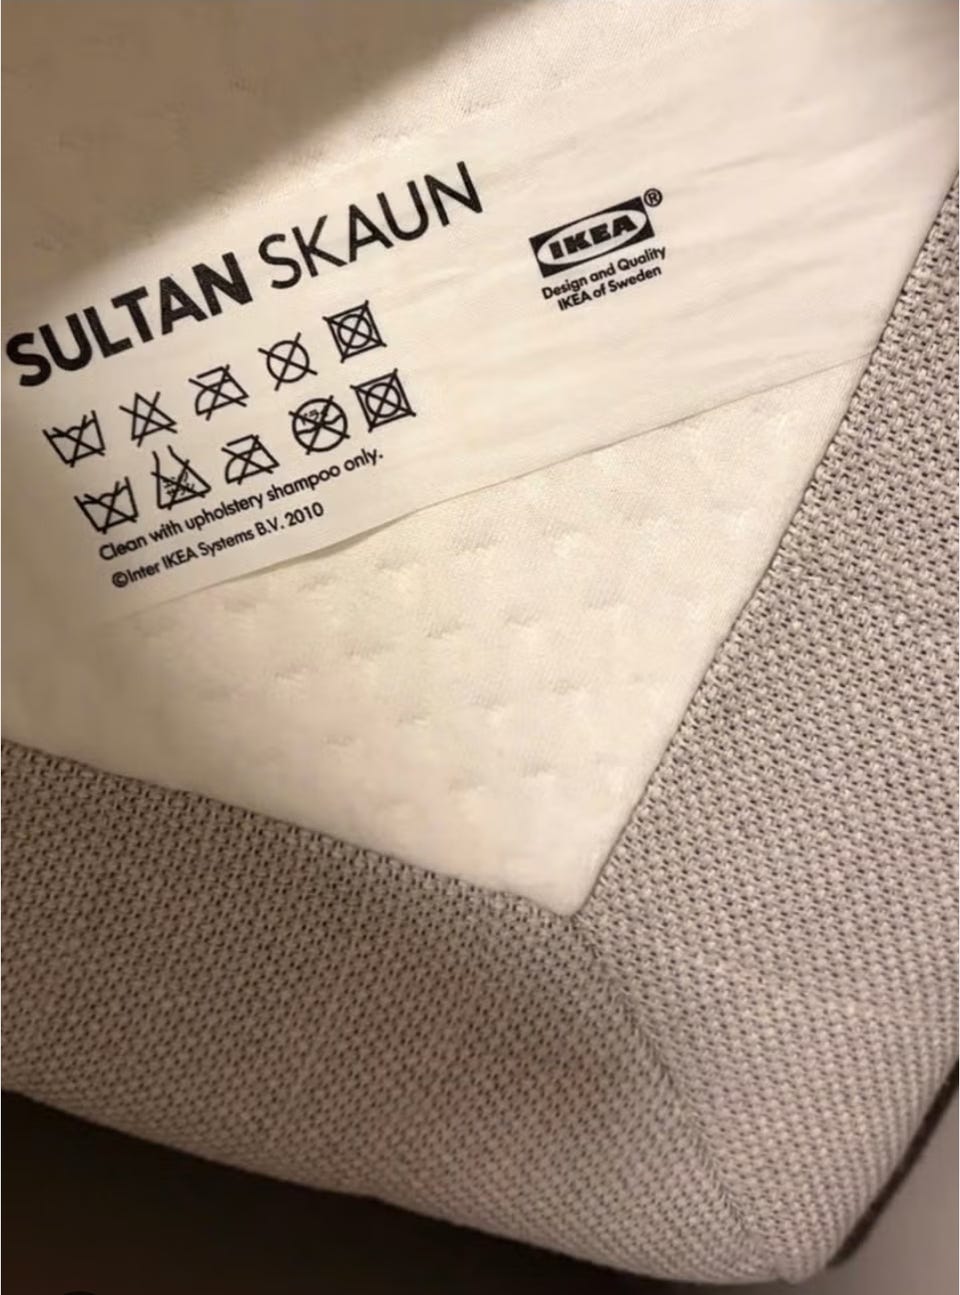 SULTAN SKAUN
IKEA®
Design and Quality
IKEA of Sweden
Clean with upholstery shampoo only.
©Inter IKEA Systems B.V. 2010